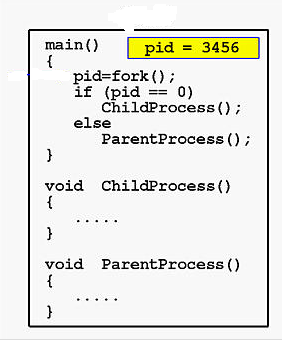 main()
pid = 3456
{
pid=fork();
if (pid == 0)
ChildProcess();
else
ParentProcess();
}
void ChildProcess()
{
.....
}
void ParentProcess()
{
.....
}